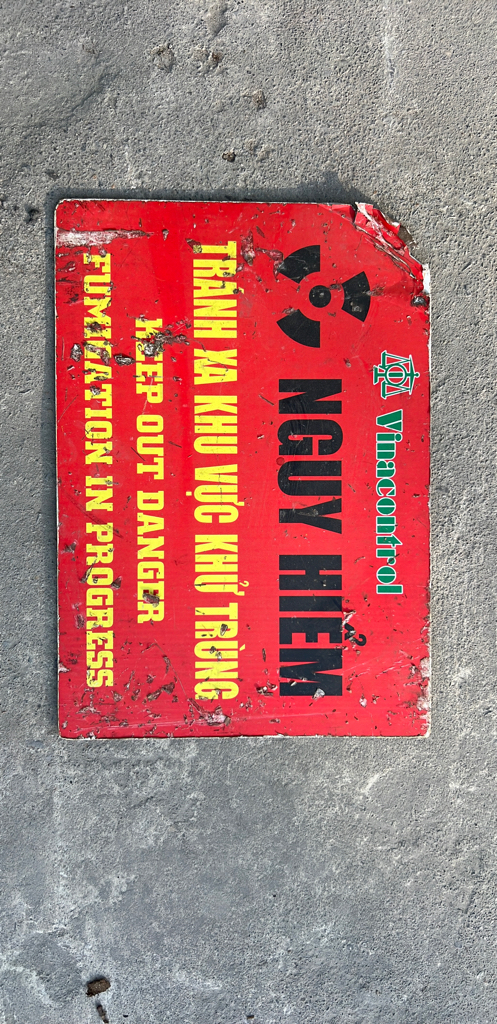 Vinacontrol
NGUY HIỂM
TRÁNH XA KHU VỰC KHỬ TRÙNG
KEEP OUT DANGER
FUMIGATION IN PROGRESS